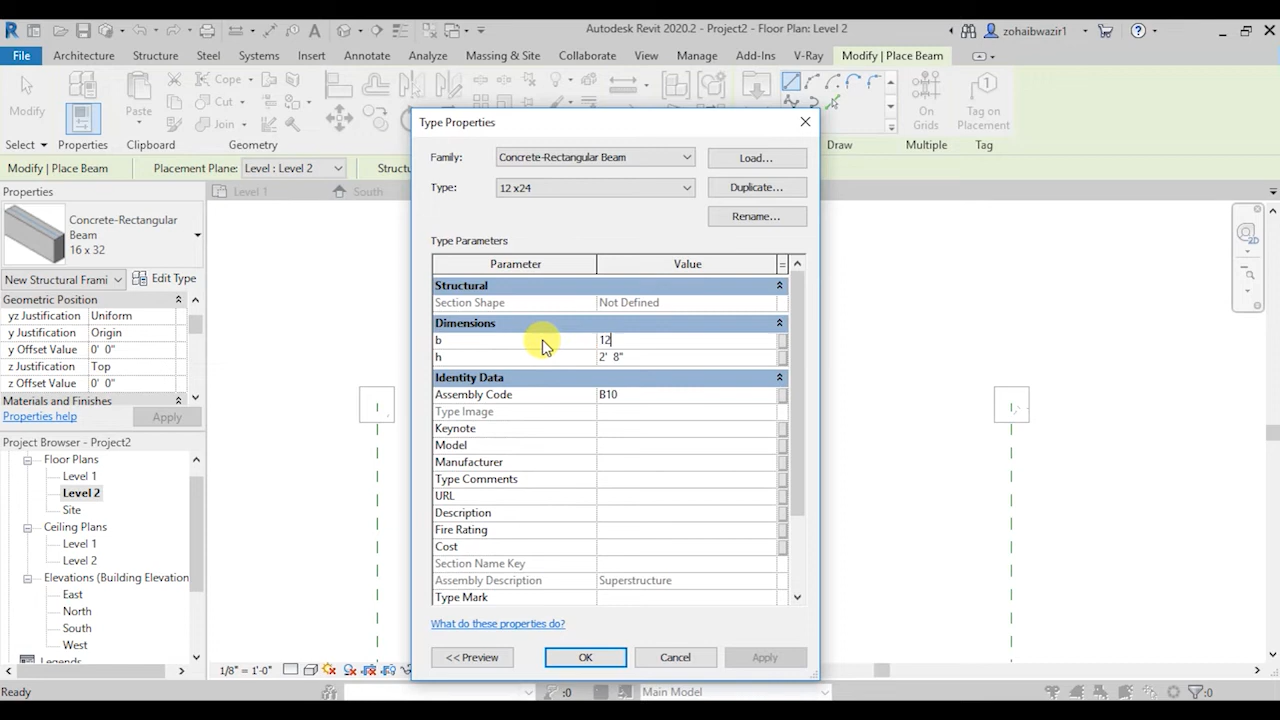 Autodesk Revit 2020.2 - Project2 - Floor Plan: Level 2
zohaibwazir1
File Architecture Structure Steel Systems Insert Annotate Analyze Massing & Site Collaborate View Manage Add-Ins V-Ray Modify | Place Beam
Modify
Properties
Paste
Cope
Cut
Join
On Grids
Tag on Placement
Select Properties Clipboard Geometry Draw Multiple Tag
Modify | Place Beam Placement Plane: Level : Level 2
Properties
Level 1 South
Concrete-Rectangular Beam
16 x 32
New Structural Frami Edit Type
Geometric Position
yz Justification Uniform
y Justification Origin
y Offset Value 0' 0"
z Justification Top
z Offset Value 0' 0"
Materials and Finishes
Properties help Apply
Project Browser - Project2
Floor Plans
Level 1
Level 2
Site
Ceiling Plans
Level 1
Level 2
Elevations (Building Elevation
East
North
South
West
Type Properties
Family: Concrete-Rectangular Beam Load...
Type: 12 x24 Duplicate...
Rename...
Type Parameters
Parameter Value =
Structural
Section Shape Not Defined
Dimensions
b 12
h 2' 8"
Identity Data
Assembly Code B10
Type Image
Keynote
Model
Manufacturer
Type Comments
URL
Description
Fire Rating
Cost
Section Name Key
Assembly Description Superstructure
Type Mark
What do these properties do?
<< Preview OK Cancel Apply
2D
1/8" = 1'-0"
Ready :0 Main Model :0